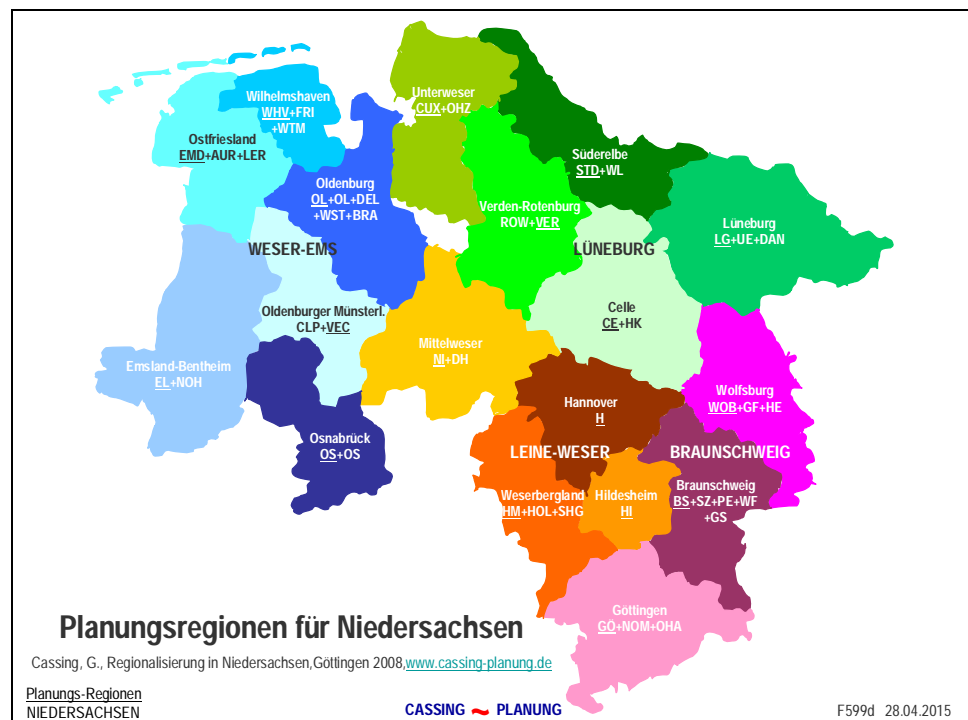 Wilhelmshaven
WHV+FRI
+WTM
Unterweser
CUX+OHZ
Ostfriesland
EMD+AUR+LER
Süderelbe
STD+WL
Oldenburg
OL+OL+DEL
+WST+BRA
Verden-Rotenburg
ROW+VER
Lüneburg
LG+UE+DAN
WESER-EMS
LÜNEBURG
Oldenburger Münsterl.
CLP+VEC
Celle
CE+HK
Mittelweser
NI+DH
Emsland-Bentheim
EL+NOH
Wolfsburg
WOB+GF+HE
Hannover
H
Osnabrück
OS+OS
LEINE-WESER
BRAUNSCHWEIG
Weserbergland
HM+HOL+SHG
Hildesheim
HI
Braunschweig
BS+SZ+PE+WF
+GS
Göttingen
GÖ+NOM+OHA
Planungsregionen für Niedersachsen
Cassing, G., Regionalisierung in Niedersachsen,Göttingen 2008,www.cassing-planung.de
Planungs-Regionen
NIEDERSACHSEN
CASSING ~ PLANUNG
F599d 28.04.2015